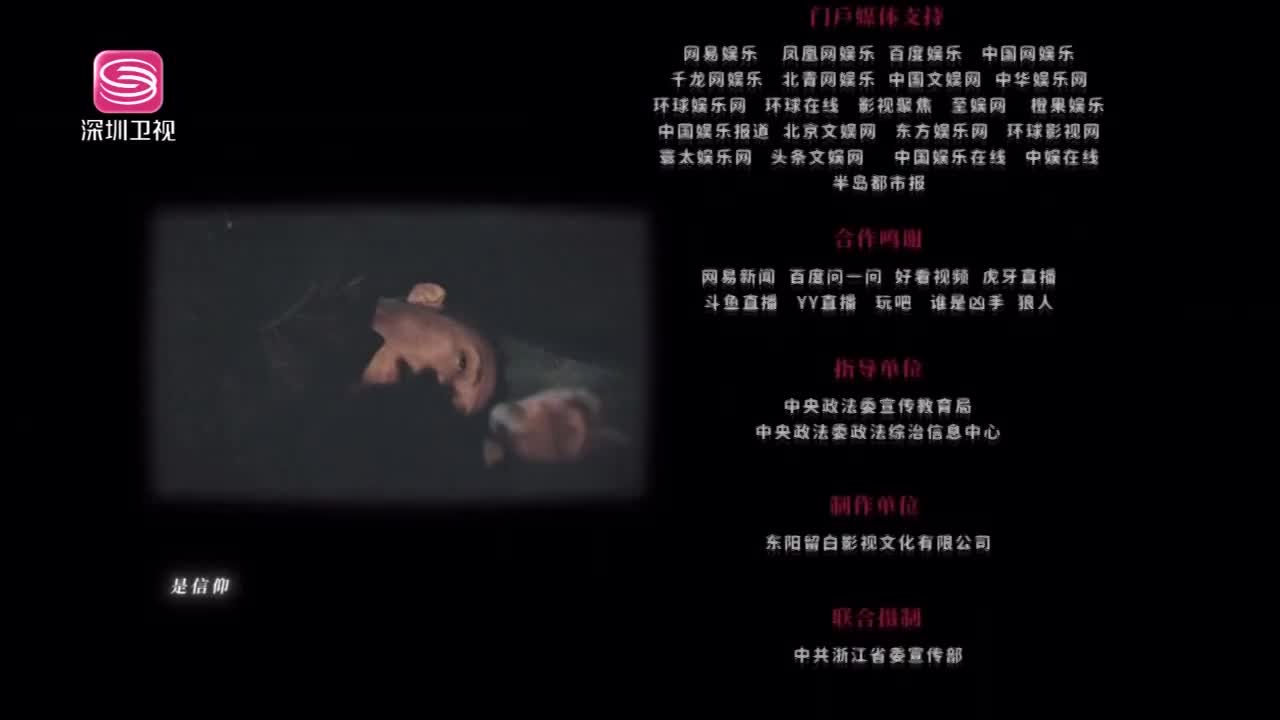 深圳卫视
是信仰
门户媒体支持
网易娱乐 凤凰网娱乐 百度娱乐 中国网娱乐
千龙网娱乐 北青网娱乐 中国文娱网 中华娱乐网
环球娱乐网 环球在线 影视聚焦 至娱网 橙果娱乐
中国娱乐报道 北京文娱网 东方娱乐网 环球影视网
寰太娱乐网 头条文娱网 中国娱乐在线 中娱在线
半岛都市报
合作鸣谢
网易新闻 百度问一问 好看视频 虎牙直播
斗鱼直播 YY直播 玩吧 谁是凶手 狼人
指导单位
中央政法委宣传教育局
中央政法委政法综治信息中心
制作单位
东阳留白影视文化有限公司
联合摄制
中共浙江省委宣传部